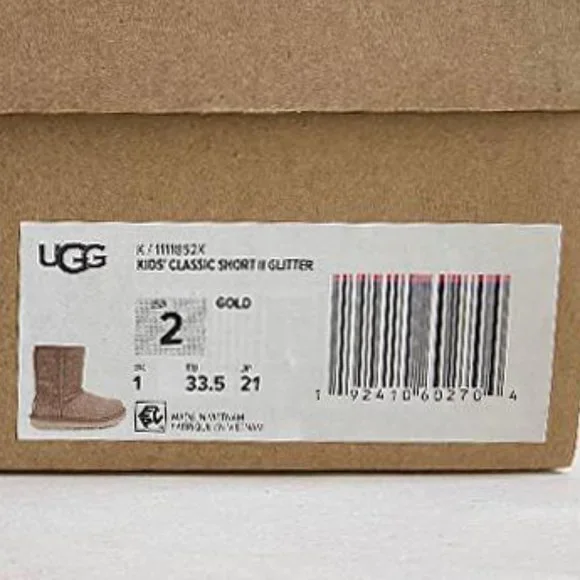 UGG
K / 1111852K
KIDS' CLASSIC SHORT II GLITTER
GOLD
USA
2
UK EU JP
1 33.5 21
MADE IN VIETNAM
FABRIQUÉ EN VIETNAM
1 92410 60270 4